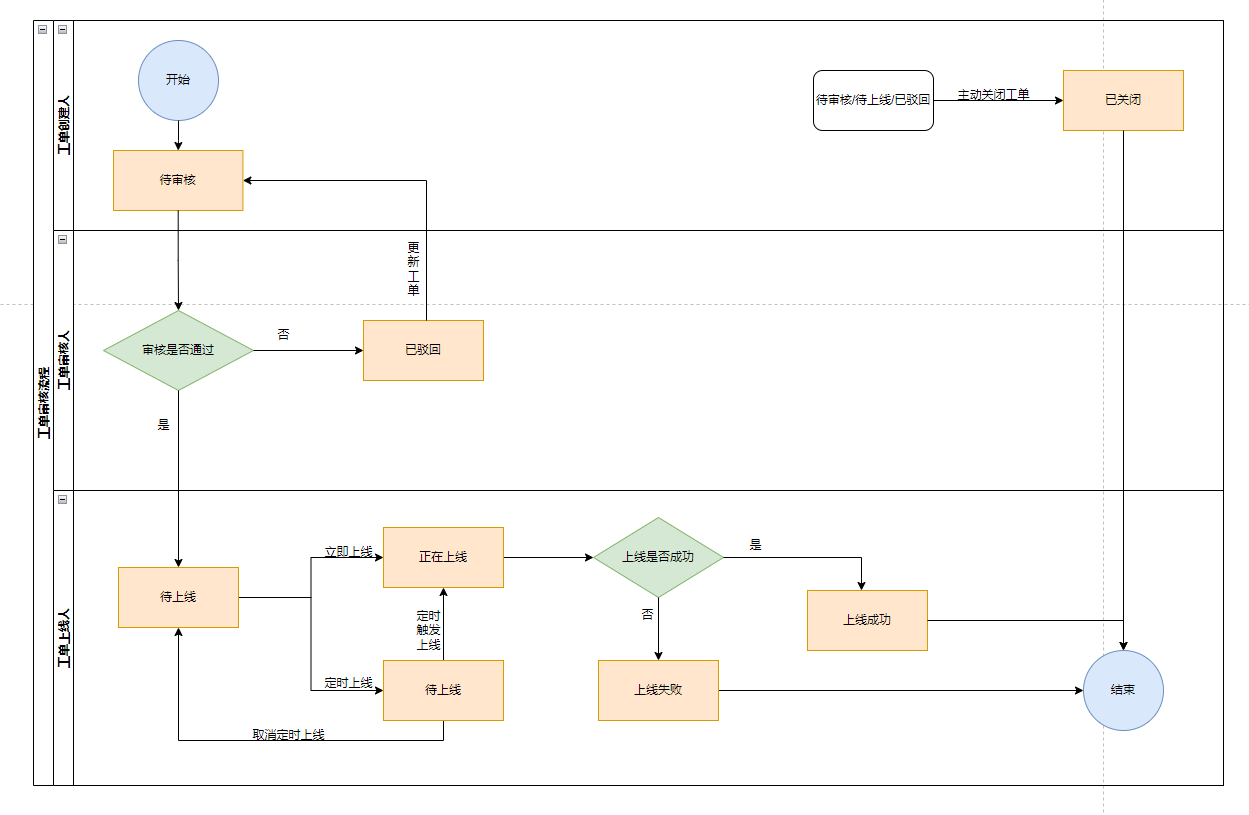 工单审核流程
工单创建人
开始
待审核/待上线/已驳回
主动关闭工单
已关闭
待审核
更
新
工
单
工单审核人
审核是否通过
否
已驳回
是
工单上线人
待上线
立即上线
正在上线
上线是否成功
是
定时
触发
上线
否
上线成功
定时上线
待上线
上线失败
结束
取消定时上线